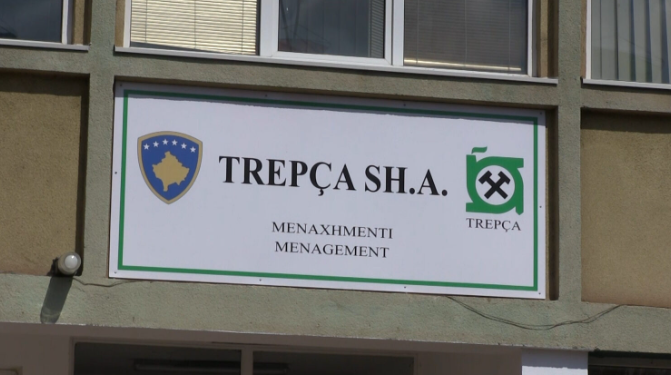 TREPÇA SH.A.
TREPÇA
MENAXHMENTI
MENAGEMENT